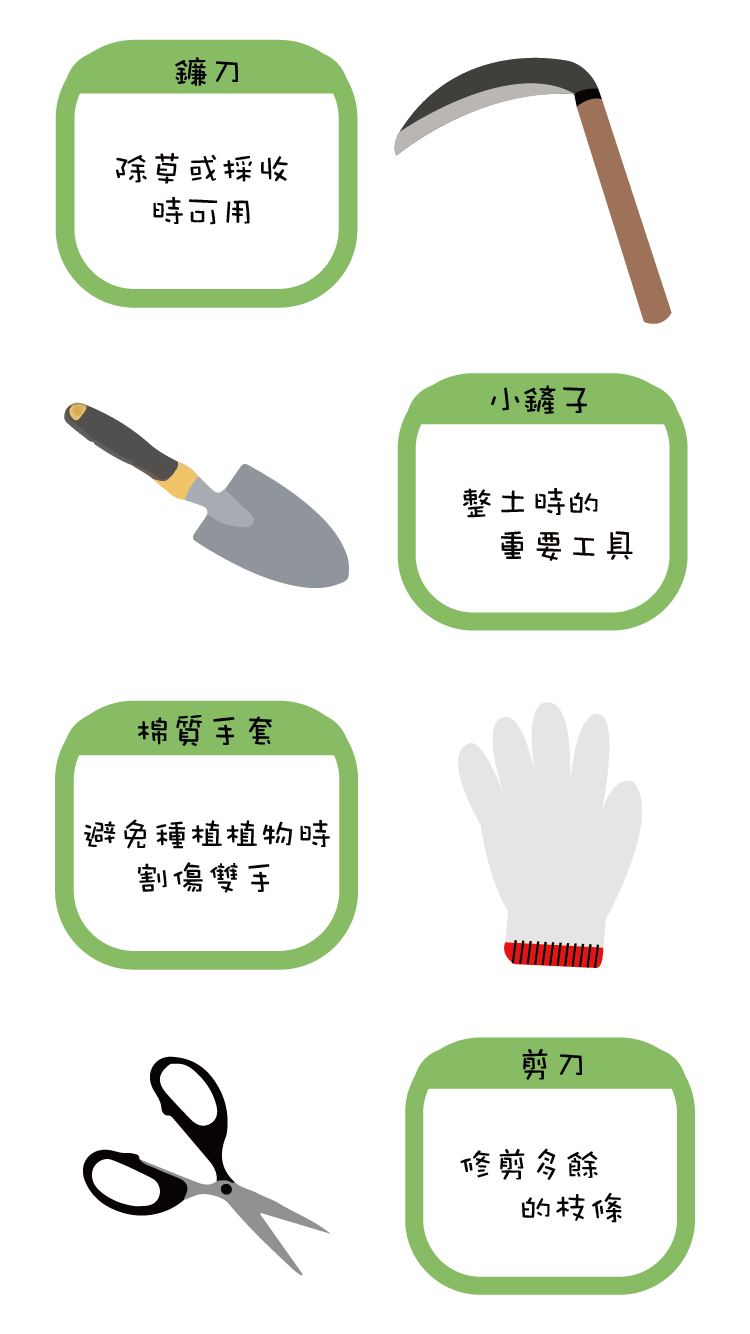 鐮刀
除草或採收
時可用
小鏟子
整土時的
重要工具
棉質手套
避免種植植物時
割傷雙手
剪刀
修剪多餘
的枝條